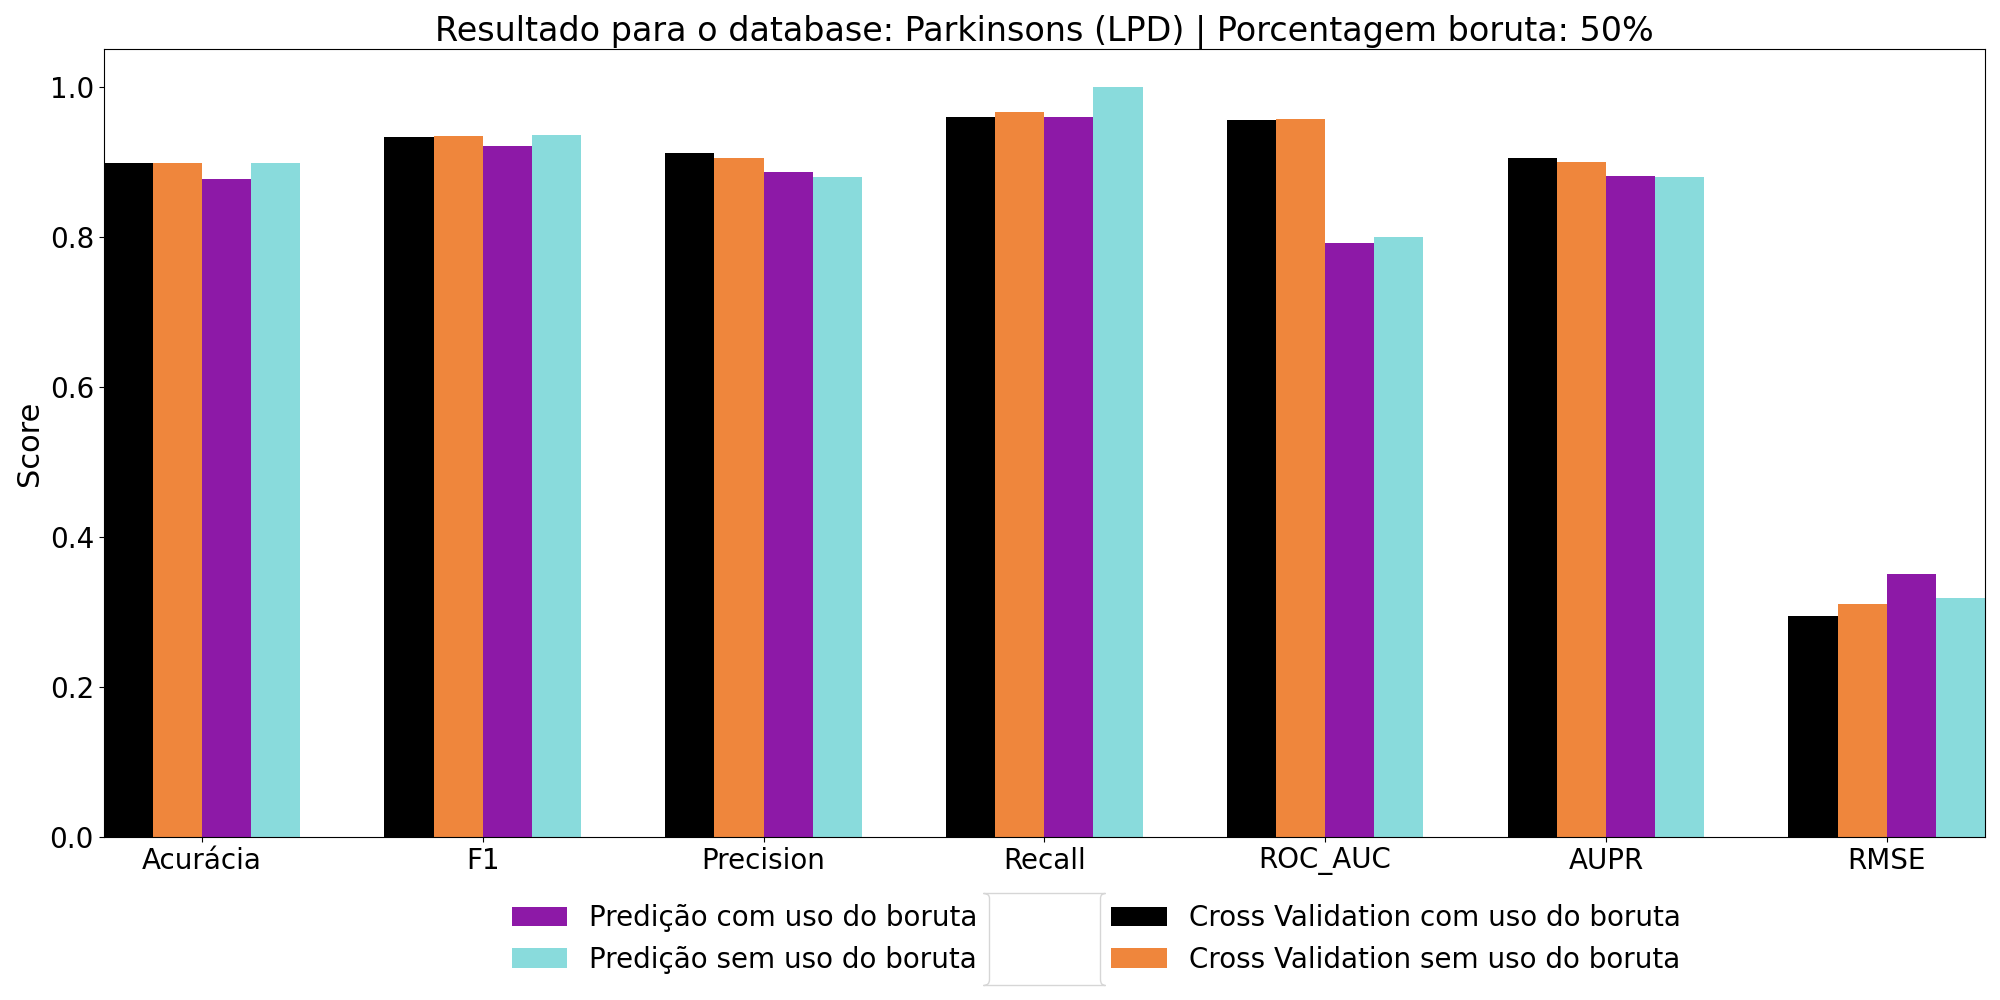 Resultado para o database: Parkinsons (LPD) | Porcentagem boruta: 50%
1.0
0.8
0.6
0.4
0.2
0.0
Score
Acurácia F1 Precision Recall ROC_AUC AUPR RMSE
Predição com uso do boruta
Predição sem uso do boruta
Cross Validation com uso do boruta
Cross Validation sem uso do boruta